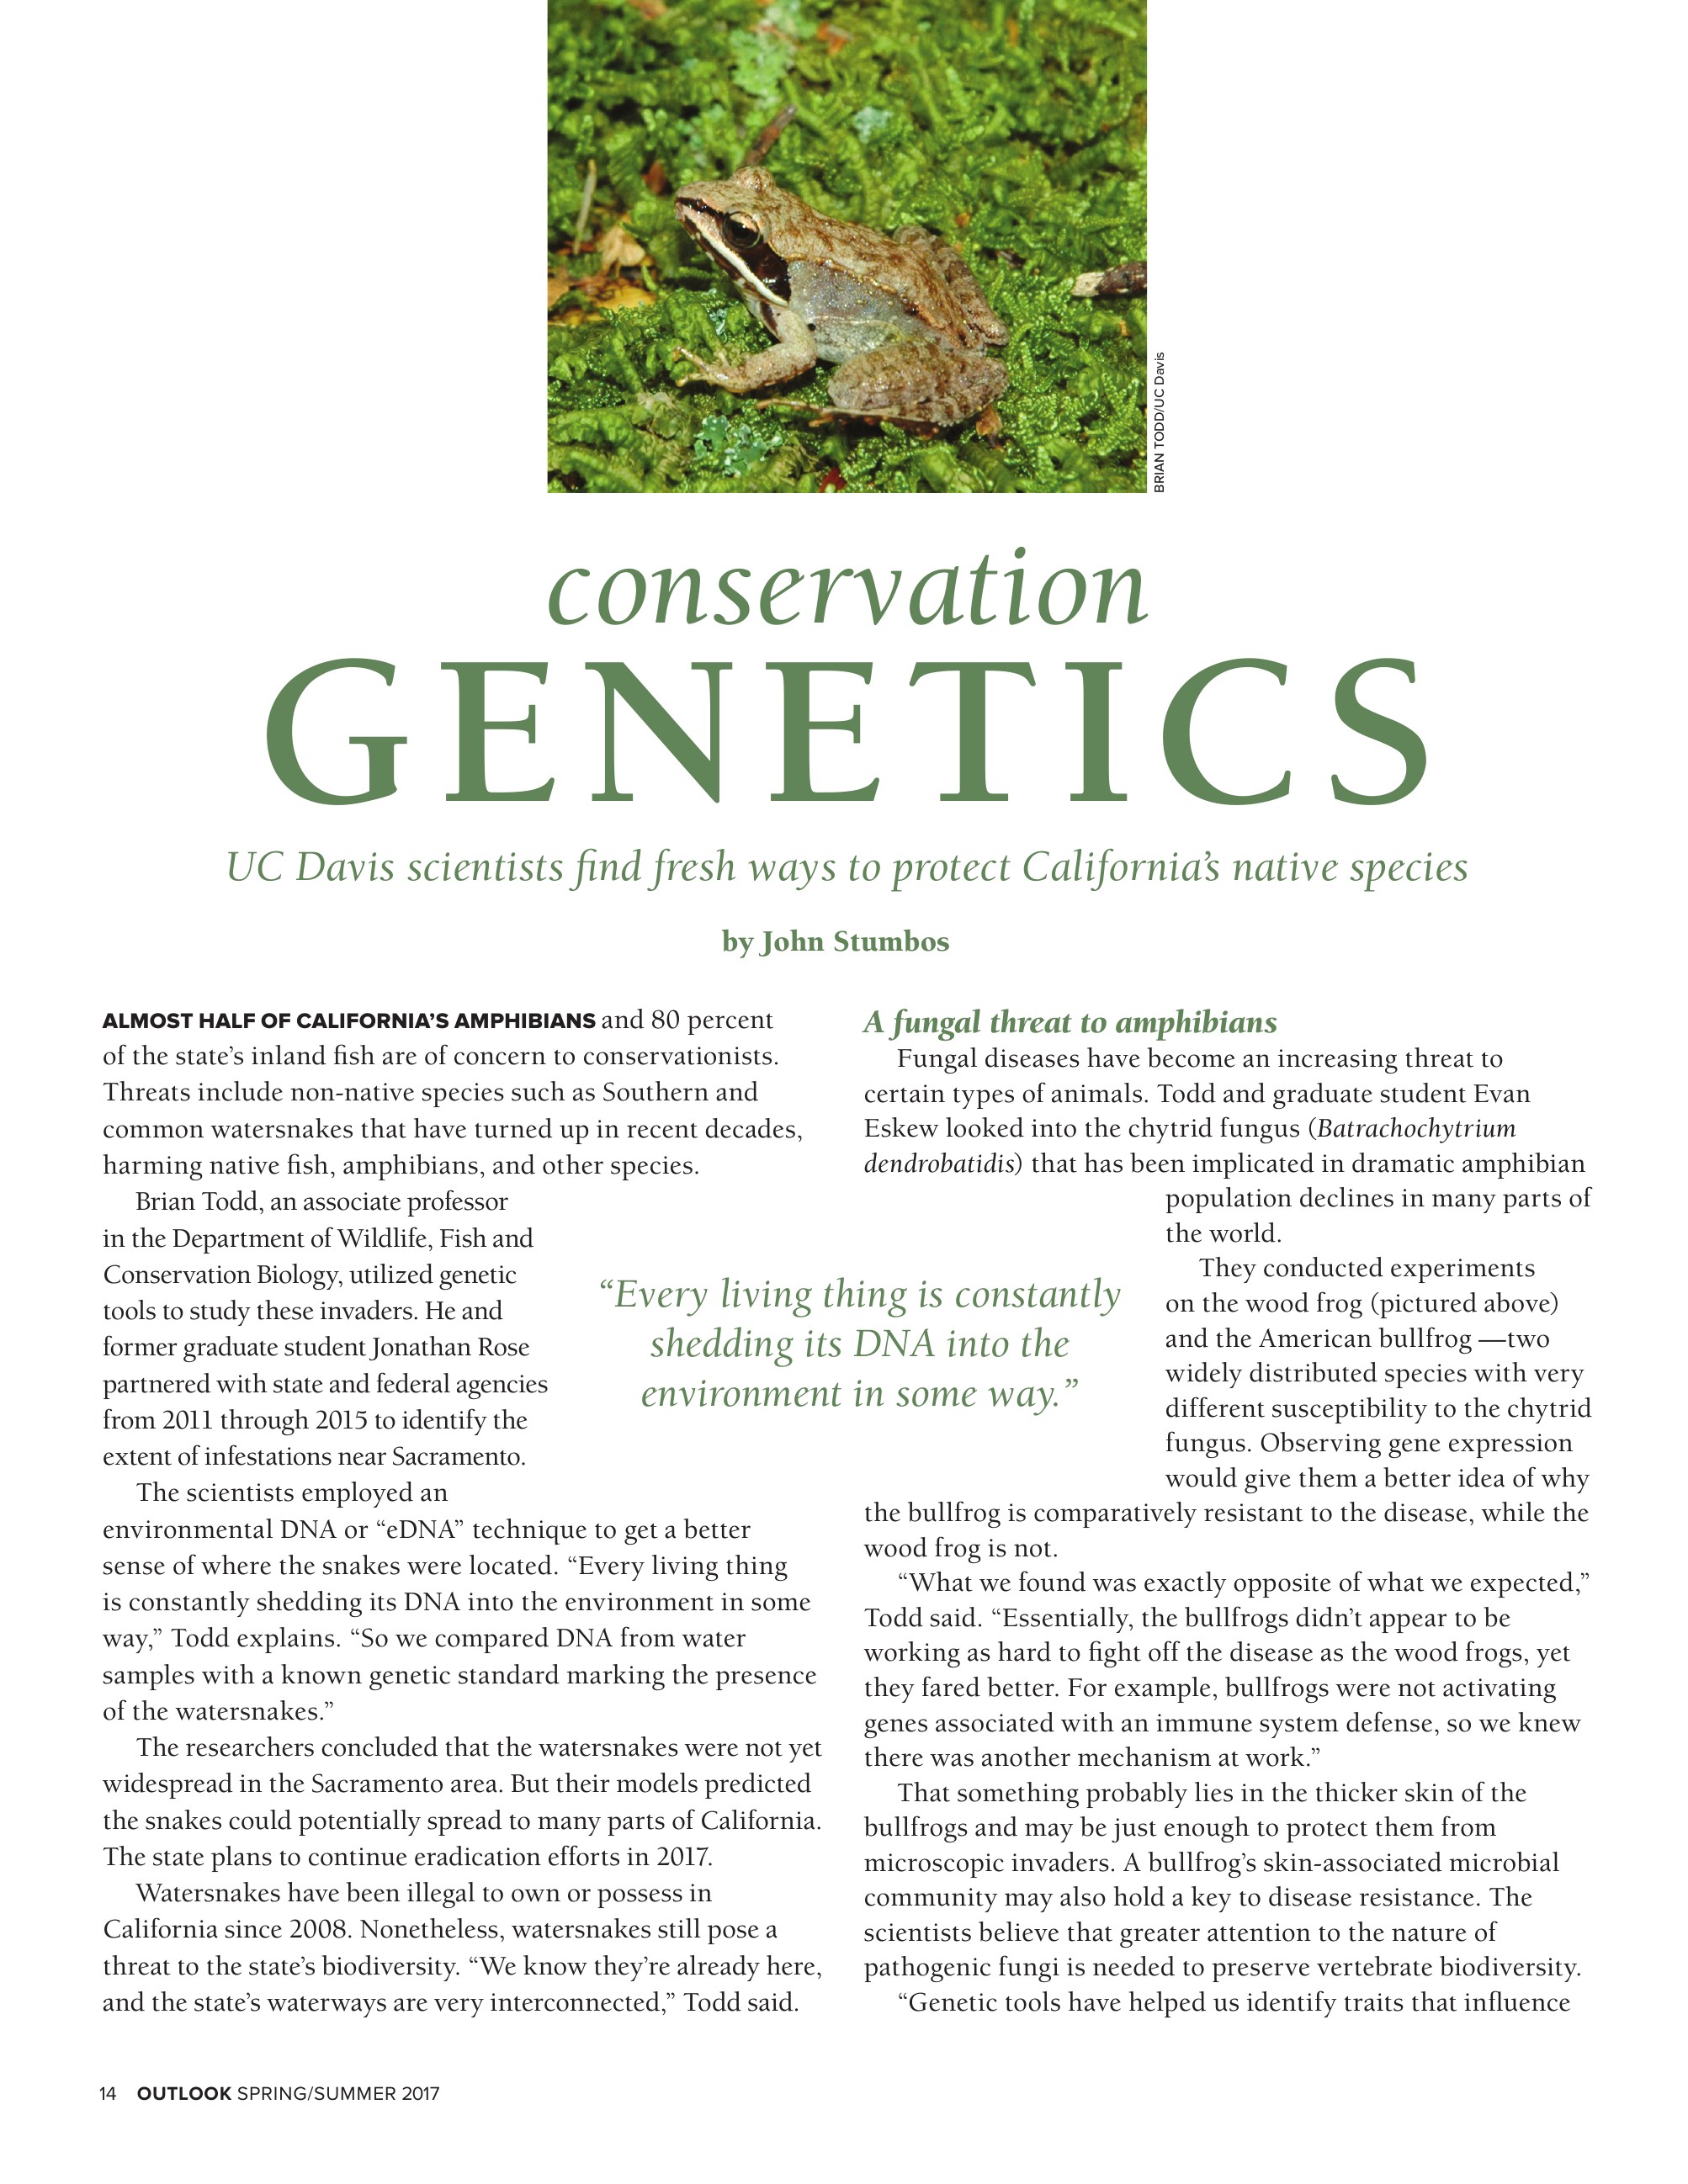 BRIAN TODD/UC Davis
conservation
GENETICS
UC Davis scientists find fresh ways to protect California’s native species
by John Stumbos
ALMOST HALF OF CALIFORNIA’S AMPHIBIANS and 80 percent
of the state’s inland fish are of concern to conservationists.
Threats include non-native species such as Southern and
common watersnakes that have turned up in recent decades,
harming native fish, amphibians, and other species.
Brian Todd, an associate professor
in the Department of Wildlife, Fish and
Conservation Biology, utilized genetic
tools to study these invaders. He and
former graduate student Jonathan Rose
partnered with state and federal agencies
from 2011 through 2015 to identify the
extent of infestations near Sacramento.
The scientists employed an
environmental DNA or “eDNA” technique to get a better
sense of where the snakes were located. “Every living thing
is constantly shedding its DNA into the environment in some
way,” Todd explains. “So we compared DNA from water
samples with a known genetic standard marking the presence
of the watersnakes.”
The researchers concluded that the watersnakes were not yet
widespread in the Sacramento area. But their models predicted
the snakes could potentially spread to many parts of California.
The state plans to continue eradication efforts in 2017.
Watersnakes have been illegal to own or possess in
California since 2008. Nonetheless, watersnakes still pose a
threat to the state’s biodiversity. “We know they’re already here,
and the state’s waterways are very interconnected,” Todd said.
“Every living thing is constantly
shedding its DNA into the
environment in some way.”
A fungal threat to amphibians
Fungal diseases have become an increasing threat to
certain types of animals. Todd and graduate student Evan
Eskew looked into the chytrid fungus (Batrachochytrium
dendrobatidis) that has been implicated in dramatic amphibian
population declines in many parts of
the world.
They conducted experiments
on the wood frog (pictured above)
and the American bullfrog —two
widely distributed species with very
different susceptibility to the chytrid
fungus. Observing gene expression
would give them a better idea of why
the bullfrog is comparatively resistant to the disease, while the
wood frog is not.
“What we found was exactly opposite of what we expected,”
Todd said. “Essentially, the bullfrogs didn’t appear to be
working as hard to fight off the disease as the wood frogs, yet
they fared better. For example, bullfrogs were not activating
genes associated with an immune system defense, so we knew
there was another mechanism at work.”
That something probably lies in the thicker skin of the
bullfrogs and may be just enough to protect them from
microscopic invaders. A bullfrog’s skin-associated microbial
community may also hold a key to disease resistance. The
scientists believe that greater attention to the nature of
pathogenic fungi is needed to preserve vertebrate biodiversity.
“Genetic tools have helped us identify traits that influence
14 OUTLOOK SPRING/SUMMER 2017